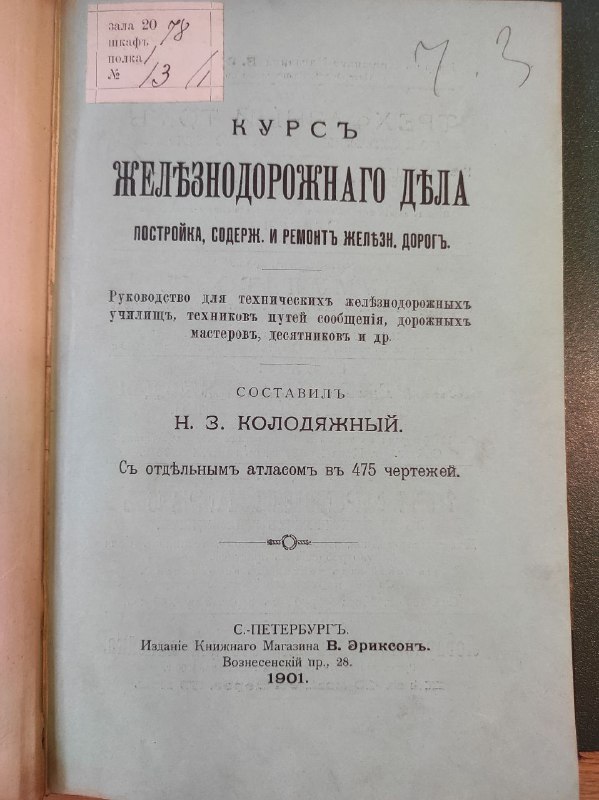 зала 20
шкафъ 78
полка 1
№ 13 /1
Ч. 3
КУРСЪ
ЖЕЛѢЗНОДОРОЖНАГО ДѢЛА
ПОСТРОЙКА, СОДЕРЖ. И РЕМОНТЪ ЖЕЛѢЗН. ДОРОГЪ.
Руководство для техническихъ желѣзнодорожныхъ
училищъ, техниковъ путей сообщенія, дорожныхъ
мастеровъ, десятниковъ и др.
СОСТАВИЛЪ
Н. З. КОЛОДЯЖНЫЙ.
Съ отдѣльнымъ атласомъ въ 475 чертежей.
С.-ПЕТЕРБУРГЪ.
Изданіе Книжнаго Магазина В. Эриксонъ.
Вознесенскій пр., 28.
1901.